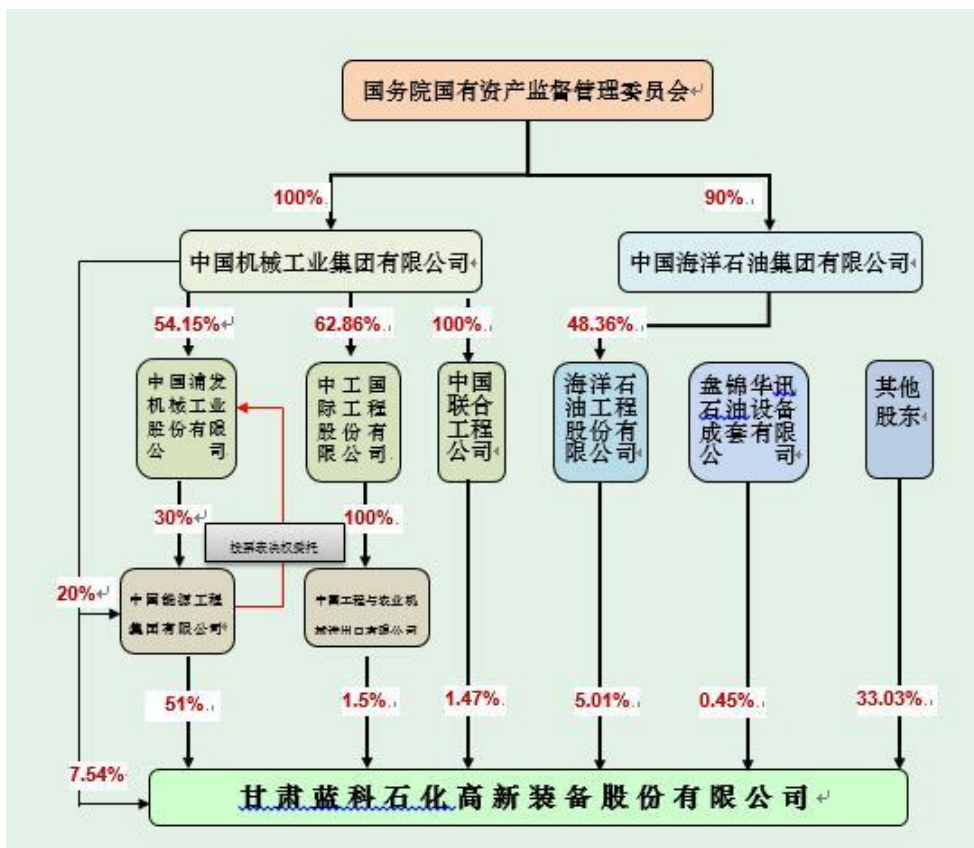 国务院国有资产监督管理委员会
100%
90%
中国机械工业集团有限公司
中国海洋石油集团有限公司
54.15%
62.86%
100%
48.36%
中国浦发
机械工业
股份有限
公司
中工国
际工程
股份有
限公司
中国
联合
工程
公司
海洋石
油工程
股份有
限公司
盘锦华讯
石油设备
成套有限
公司
其他
股东
30%
100%
投票表决权委托
20%
中国能源工程
集团有限公司
中国工程与农业机
械进出口有限公司
51%
1.5%
1.47%
5.01%
0.45%
33.03%
7.54%
甘肃蓝科石化高新装备股份有限公司